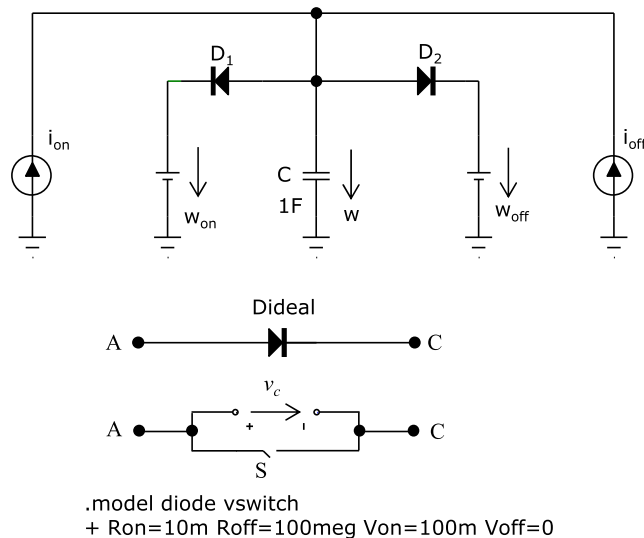 D1 D2
ion ioff
C
1F
won w woff
Dideal
A C
vc
A + - C
S
.model diode vswitch
+ Ron=10m Roff=100meg Von=100m Voff=0